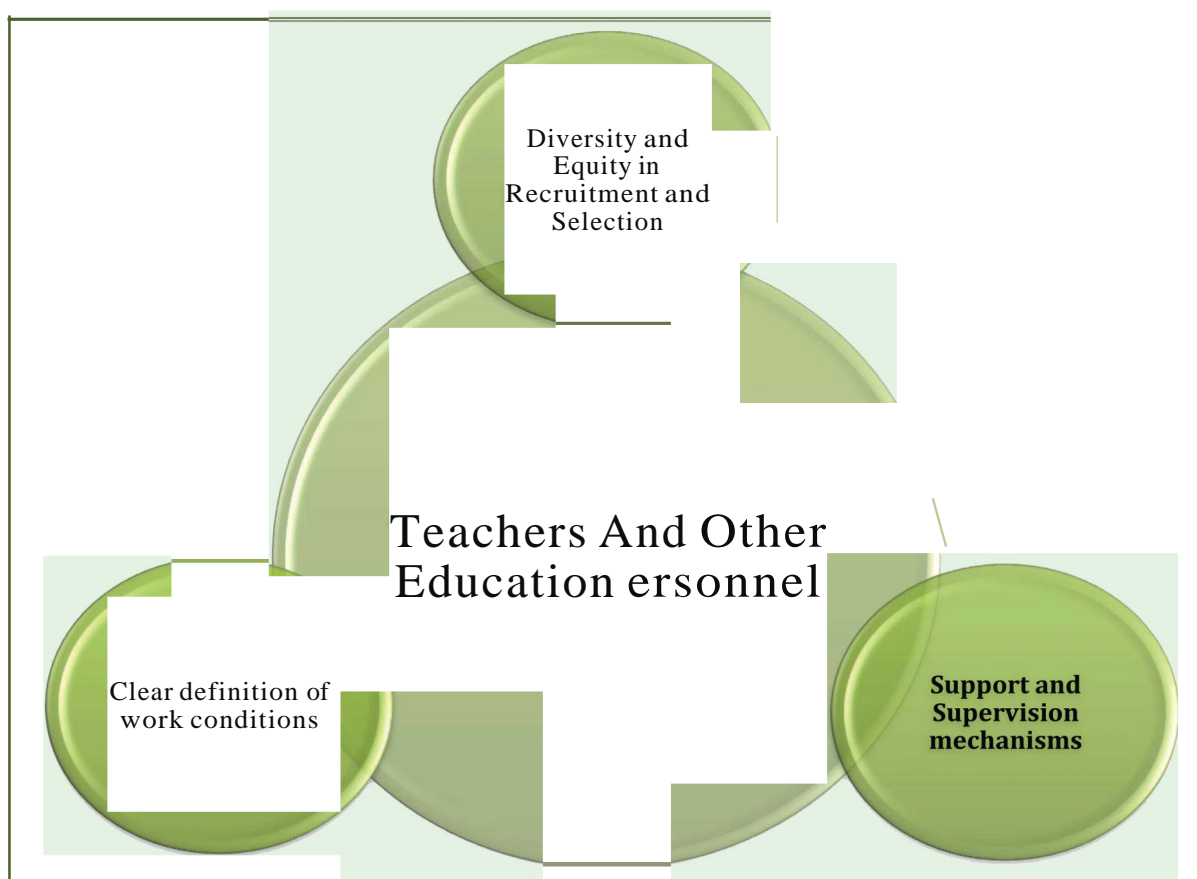 Diversity and
Equity in
Recruitment and
Selection
Teachers And Other
Education ersonnel
Clear definition of
work conditions
Support and
Supervision
mechanisms